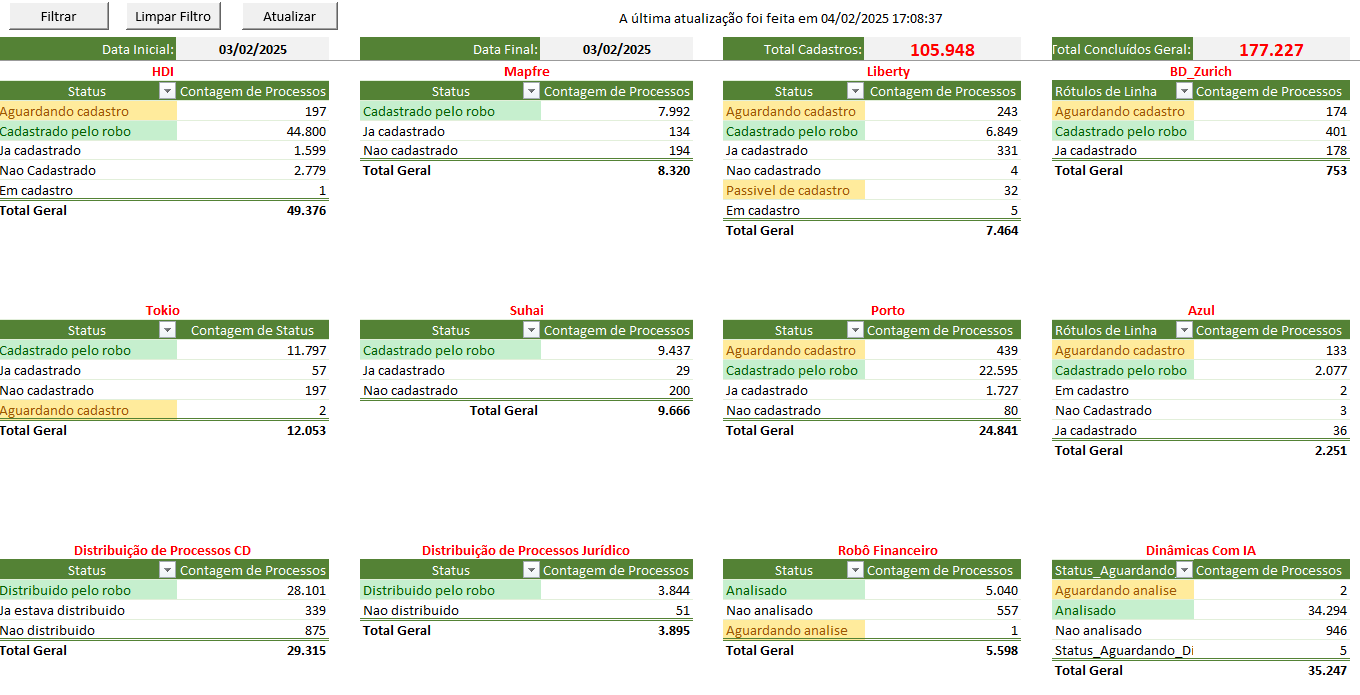 Filtrar Limpar Filtro Atualizar A última atualização foi feita em 04/02/2025 17:08:37
Data Inicial: 03/02/2025 Data Final: 03/02/2025 Total Cadastros: 105.948 Total Concluídos Geral: 177.227
HDI
Status Contagem de Processos
Aguardando cadastro 197
Cadastrado pelo robo 44.800
Ja cadastrado 1.599
Nao Cadastrado 2.779
Em cadastro 1
Total Geral 49.376
Mapfre
Status Contagem de Processos
Cadastrado pelo robo 7.992
Ja cadastrado 134
Nao cadastrado 194
Total Geral 8.320
Liberty
Status Contagem de Processos
Aguardando cadastro 243
Cadastrado pelo robo 6.849
Ja cadastrado 331
Nao cadastrado 4
Passivel de cadastro 32
Em cadastro 5
Total Geral 7.464
BD_Zurich
Rótulos de Linha Contagem de Processos
Aguardando cadastro 174
Cadastrado pelo robo 401
Ja cadastrado 178
Total Geral 753
Tokio
Status Contagem de Status
Cadastrado pelo robo 11.797
Ja cadastrado 57
Nao cadastrado 197
Aguardando cadastro 2
Total Geral 12.053
Suhai
Status Contagem de Processos
Cadastrado pelo robo 9.437
Ja cadastrado 29
Nao cadastrado 200
Total Geral 9.666
Porto
Status Contagem de Processos
Aguardando cadastro 439
Cadastrado pelo robo 22.595
Ja cadastrado 1.727
Nao cadastrado 80
Total Geral 24.841
Azul
Rótulos de Linha Contagem de Processos
Aguardando cadastro 133
Cadastrado pelo robo 2.077
Em cadastro 2
Nao Cadastrado 3
Ja cadastrado 36
Total Geral 2.251
Distribuição de Processos CD
Status Contagem de Processos
Distribuido pelo robo 28.101
Ja estava distribuido 339
Nao distribuido 875
Total Geral 29.315
Distribuição de Processos Jurídico
Status Contagem de Processos
Distribuido pelo robo 3.844
Nao distribuido 51
Total Geral 3.895
Robô Financeiro
Status Contagem de Processos
Analisado 5.040
Nao analisado 557
Aguardando analise 1
Total Geral 5.598
Dinâmicas Com IA
Status_Aguardando Contagem de Processos
Aguardando analise 2
Analisado 34.294
Nao analisado 946
Status_Aguardando_Di 5
Total Geral 35.247